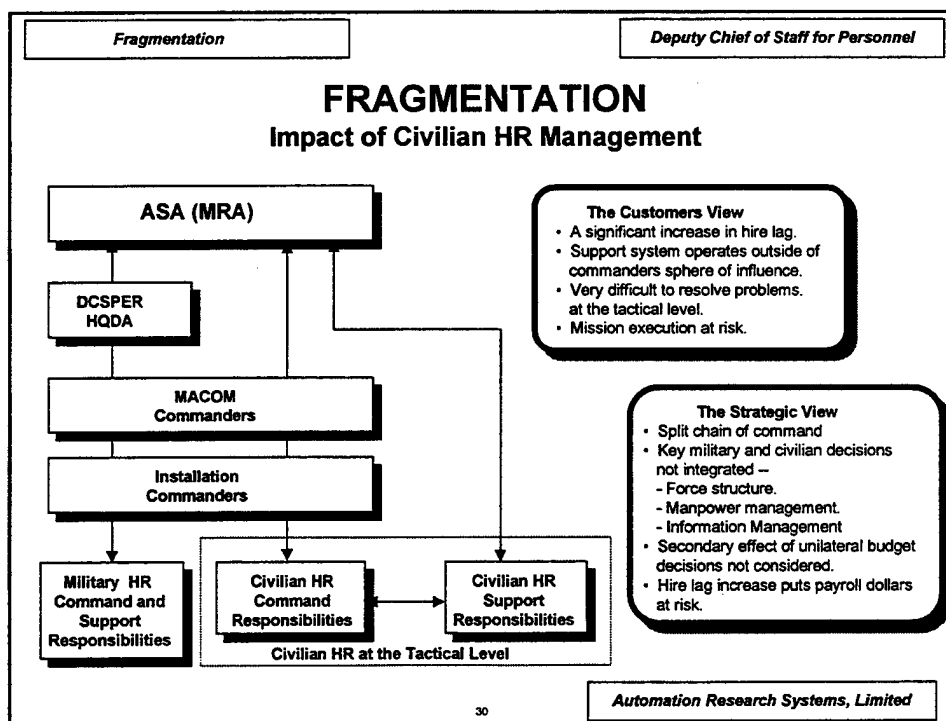 Fragmentation
Deputy Chief of Staff for Personnel
FRAGMENTATION
Impact of Civilian HR Management
ASA (MRA)
DCSPER
HQDA
MACOM
Commanders
Installation
Commanders
Military HR
Command and
Support
Responsibilities
Civilian HR
Command
Responsibilities
Civilian HR
Support
Responsibilities
Civilian HR at the Tactical Level
The Customers View
• A significant increase in hire lag.
• Support system operates outside of
commanders sphere of influence.
• Very difficult to resolve problems.
at the tactical level.
• Mission execution at risk.
The Strategic View
• Split chain of command
• Key military and civilian decisions
not integrated --
- Force structure.
- Manpower management.
- Information Management
• Secondary effect of unilateral budget
decisions not considered.
• Hire lag increase puts payroll dollars
at risk.
30
Automation Research Systems, Limited